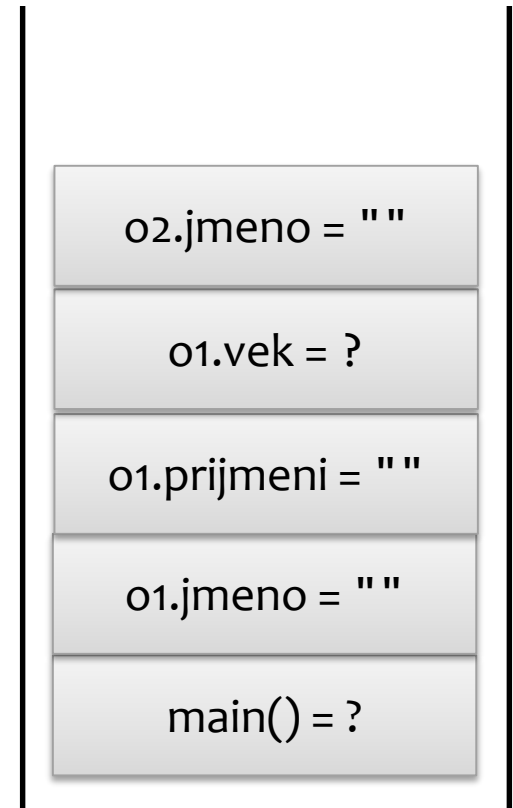 o2.jmeno = ""
o1.vek = ?
o1.prijmeni = ""
o1.jmeno = ""
main() = ?